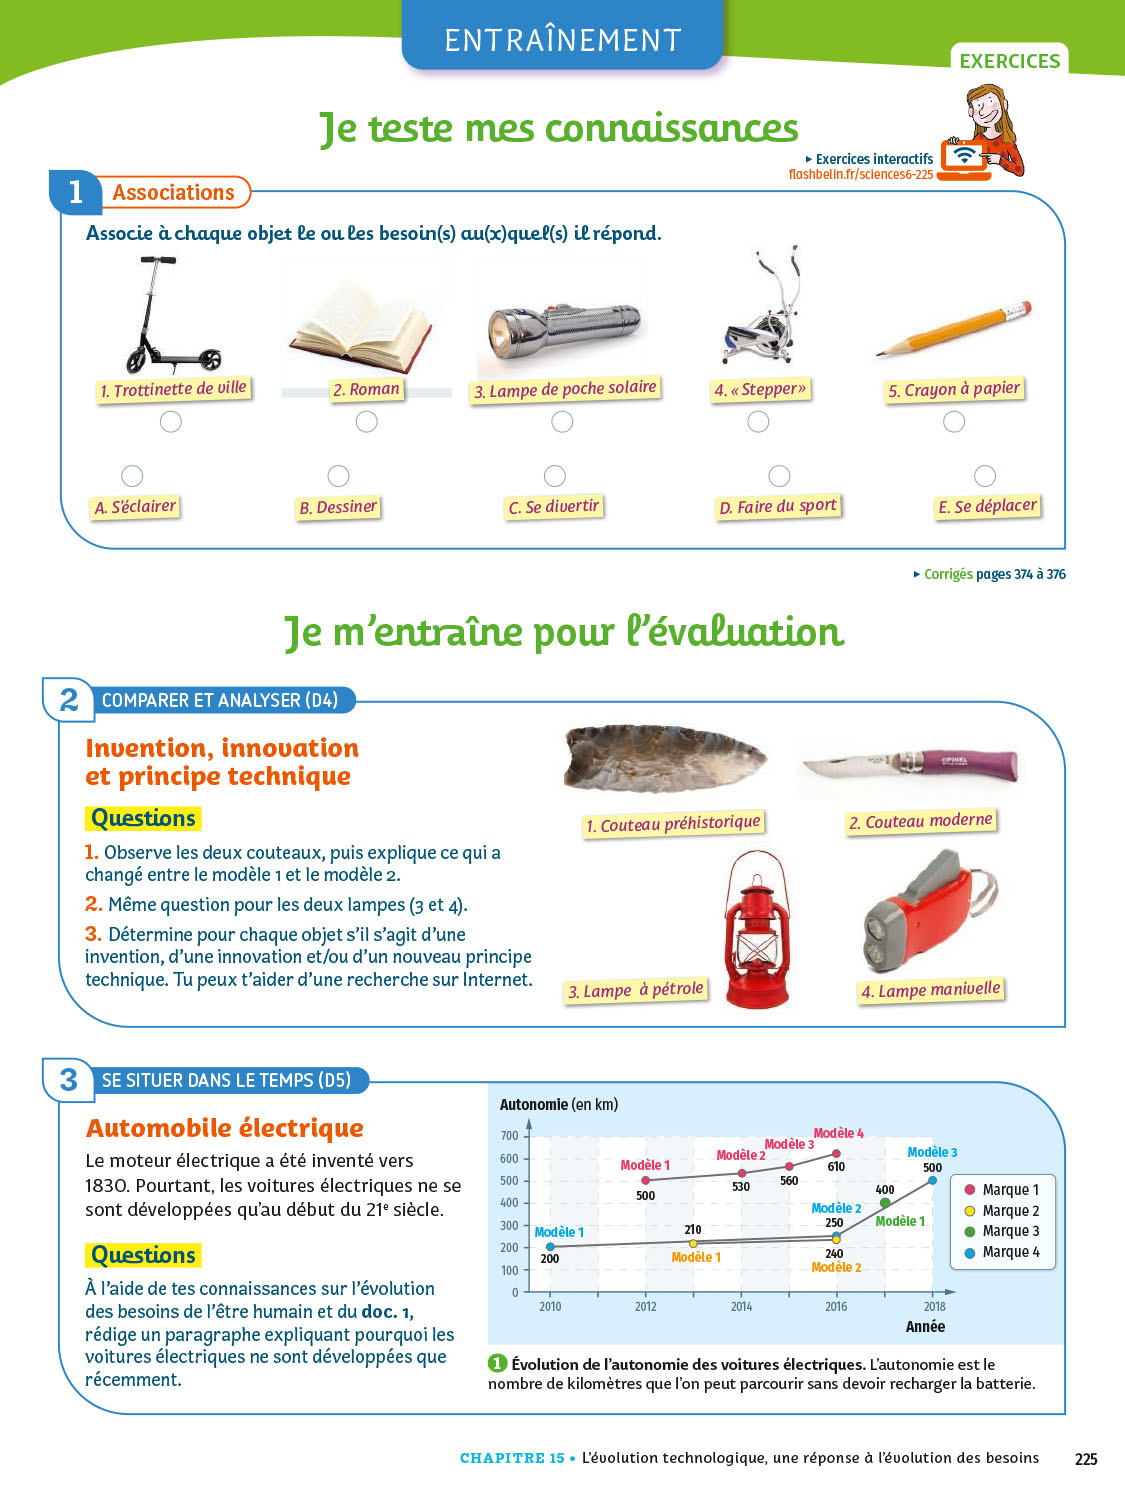 ENTRAÎNEMENT
EXERCICES
Je teste mes connaissances
▸ Exercices interactifs
flashbelin.fr/sciences6-225
1 Associations
Associe à chaque objet le ou les besoin(s) au(x)quel(s) il répond.
1. Trottinette de ville
2. Roman
3. Lampe de poche solaire
4. « Stepper»
5. Crayon à papier
A. S'éclairer
B. Dessiner
C. Se divertir
D. Faire du sport
E. Se déplacer
▸ Corrigés pages 374 à 376
Je m'entraîne pour l'évaluation
2 COMPARER ET ANALYSER (D4)
Invention, innovation
et principe technique
Questions
1. Observe les deux couteaux, puis explique ce qui a
changé entre le modèle 1 et le modèle 2.
2. Même question pour les deux lampes (3 et 4).
3. Détermine pour chaque objet s'il s'agit d'une
invention, d'une innovation et/ou d'un nouveau principe
technique. Tu peux t'aider d'une recherche sur Internet.
OPINEL
1. Couteau préhistorique
2. Couteau moderne
3. Lampe à pétrole
4. Lampe manivelle
3 SE SITUER DANS LE TEMPS (D5)
Automobile électrique
Le moteur électrique a été inventé vers
1830. Pourtant, les voitures électriques ne se
sont développées qu'au début du 21e siècle.
Questions
À l'aide de tes connaissances sur l'évolution
des besoins de l'être humain et du doc. 1,
rédige un paragraphe expliquant pourquoi les
voitures électriques ne sont développées que
récemment.
Autonomie (en km)
700
600
500
400
300
200
100
0
2010
2012
2014
2016
2018
Année
Modèle 1
500
Modèle 2
530
Modèle 3
560
Modèle 4
610
Modèle 1
200
210
Modèle 1
Modèle 2
250
240
Modèle 2
400
Modèle 1
Modèle 3
500
Marque 1
Marque 2
Marque 3
Marque 4
1 Évolution de l'autonomie des voitures électriques. L'autonomie est le
nombre de kilomètres que l'on peut parcourir sans devoir recharger la batterie.
CHAPITRE 15 • L'évolution technologique, une réponse à l'évolution des besoins
225